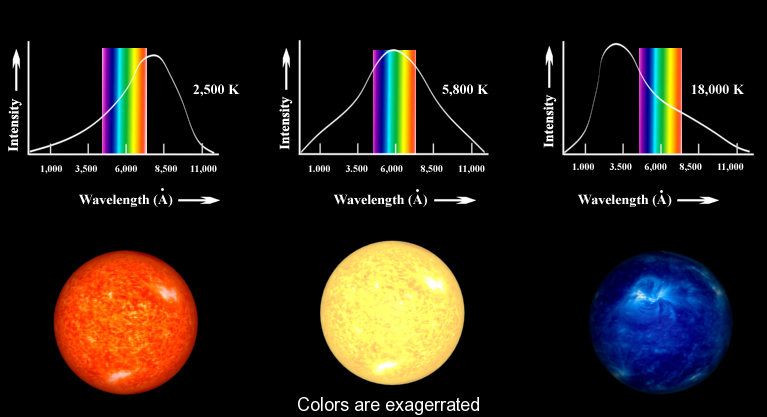 Intensity
2,500 K
1,000 3,500 6,000 8,500 11,000
Wavelength (Å)
Intensity
5,800 K
1.000 3,500 6,000 8,500 11,000
Wavelength (Å)
Intensity
18,000 K
1.000 3.500 6,000 8,500 11,000
Wavelength (Å)
Colors are exagerrated